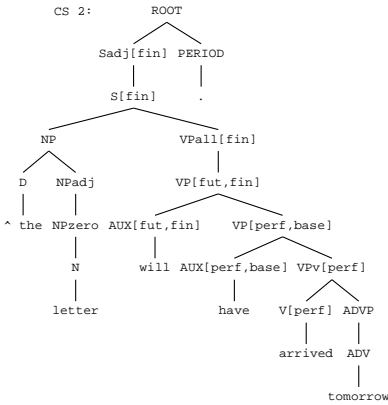 CS 2: ROOT
Sadj[fin] PERIOD
S[fin] .
NP VPall[fin]
D NPadj VP[fut,fin]
^ the NPzero AUX[fut,fin] VP[perf,base]
N will AUX[perf,base] VPv[perf]
letter have V[perf] ADVP
arrived ADV
tomorrow